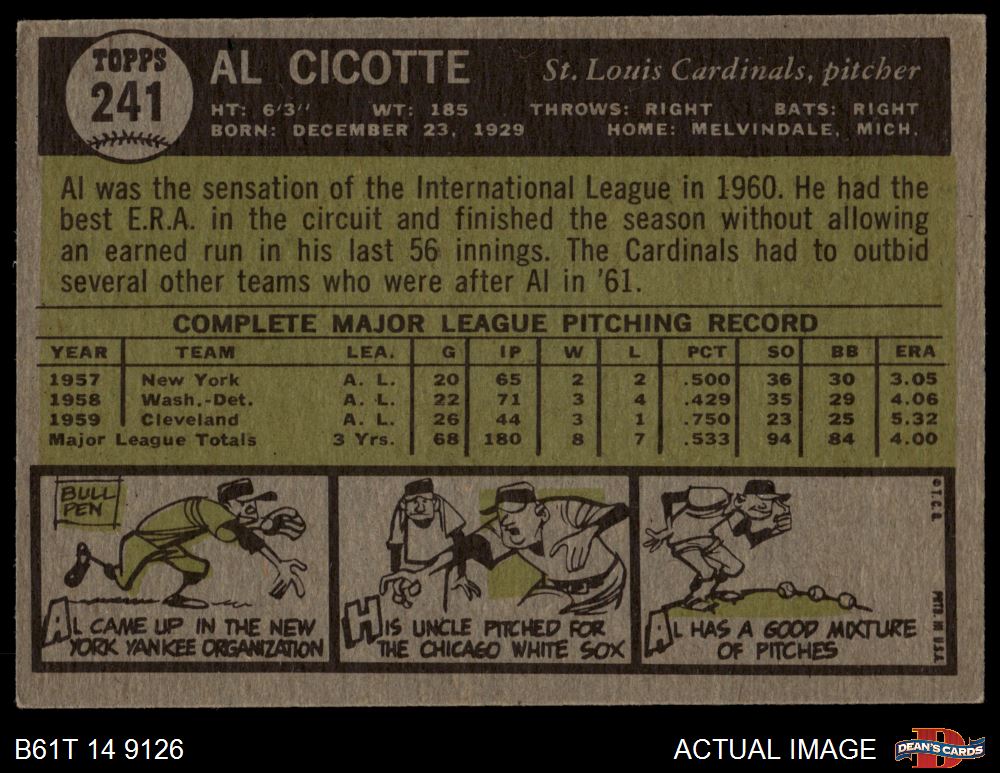 TOPPS
241
AL CICOTTE
St. Louis Cardinals, pitcher
HT: 6'3" WT: 185 THROWS: RIGHT BATS: RIGHT
BORN: DECEMBER 23, 1929 HOME: MELVINDALE, MICH.
Al was the sensation of the International League in 1960. He had the
best E.R.A. in the circuit and finished the season without allowing
an earned run in his last 56 innings. The Cardinals had to outbid
several other teams who were after Al in '61.
COMPLETE MAJOR LEAGUE PITCHING RECORD
YEAR TEAM LEA. G IP W L PCT SO BB ERA
1957 New York A. L. 20 65 2 2 .500 36 30 3.05
1958 Wash.-Det. A. L. 22 71 3 4 .429 35 29 4.06
1959 Cleveland A. L. 26 44 3 1 .750 23 25 5.32
Major League Totals 3 Yrs. 68 180 8 7 .533 94 84 4.00
BULL
PEN
AL CAME UP IN THE NEW
YORK YANKEE ORGANIZATION
HIS UNCLE PITCHED FOR
THE CHICAGO WHITE SOX
AL HAS A GOOD MIXTURE
OF PITCHES
© T. C. G.
PRTD. IN U.S.A.
B61T 14 9126
ACTUAL IMAGE
D
DEAN'S CARDS